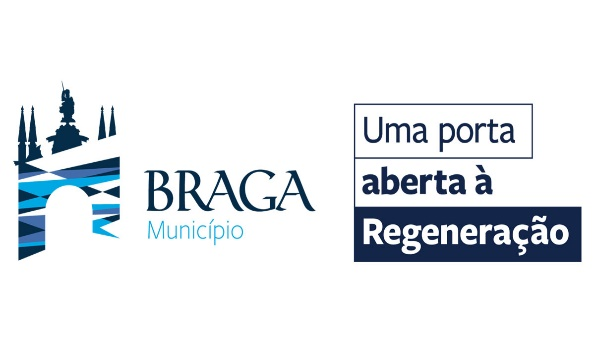 BRAGA
Município
Uma porta
aberta à
Regeneração